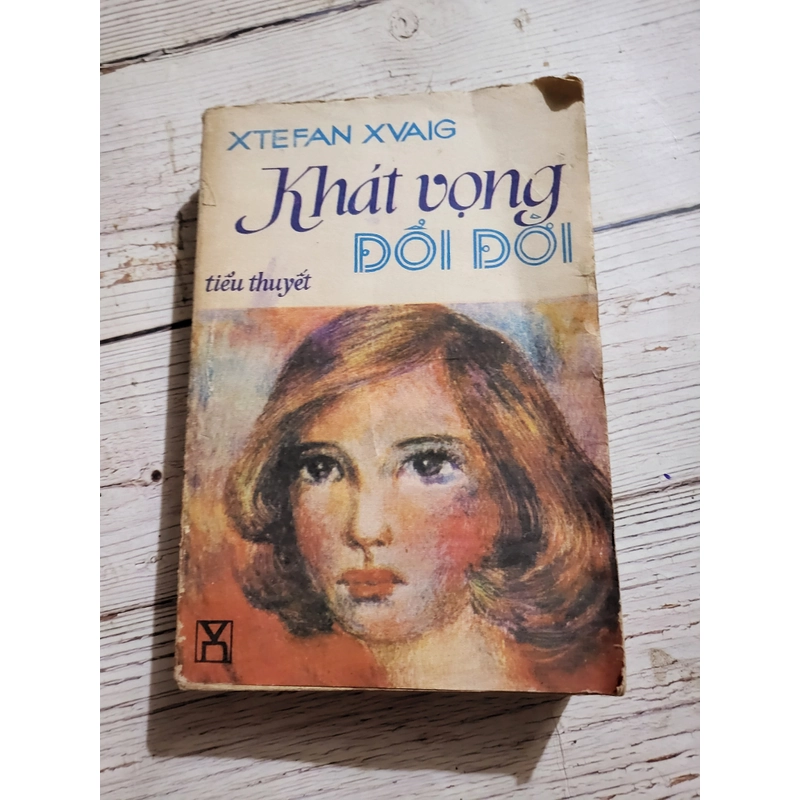 XTEFAN XVAIG
Khát vọng
ĐỔI ĐỜI
tiểu thuyết